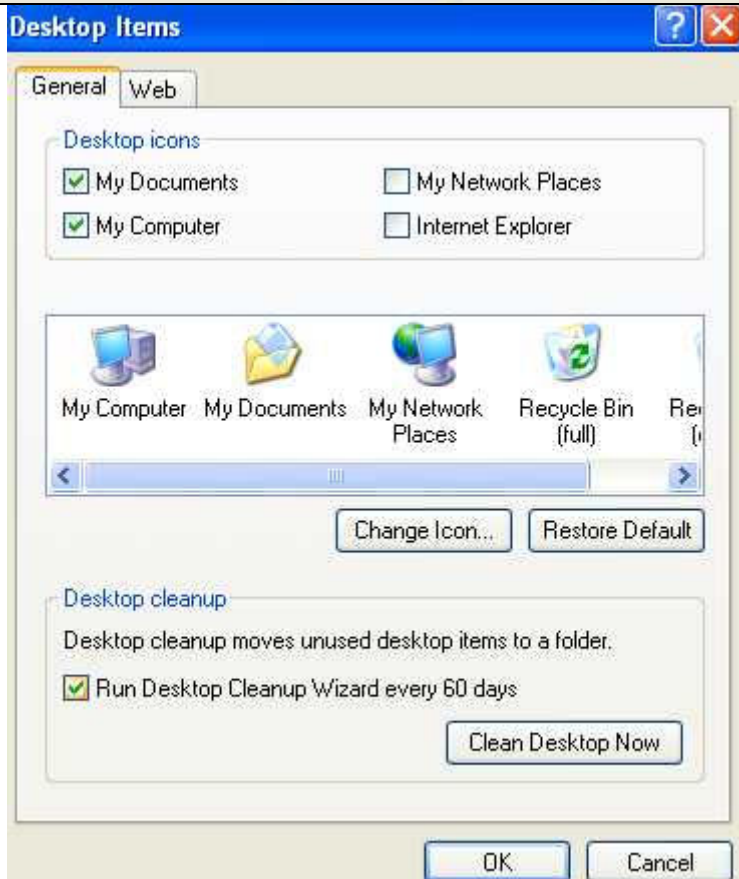 Desktop Items
General Web
Desktop icons
My Documents My Network Places
My Computer Internet Explorer
My Computer My Documents My Network Places Recycle Bin (full)
Change Icon... Restore Default
Desktop cleanup
Desktop cleanup moves unused desktop items to a folder.
Run Desktop Cleanup Wizard every 60 days
Clean Desktop Now
OK Cancel